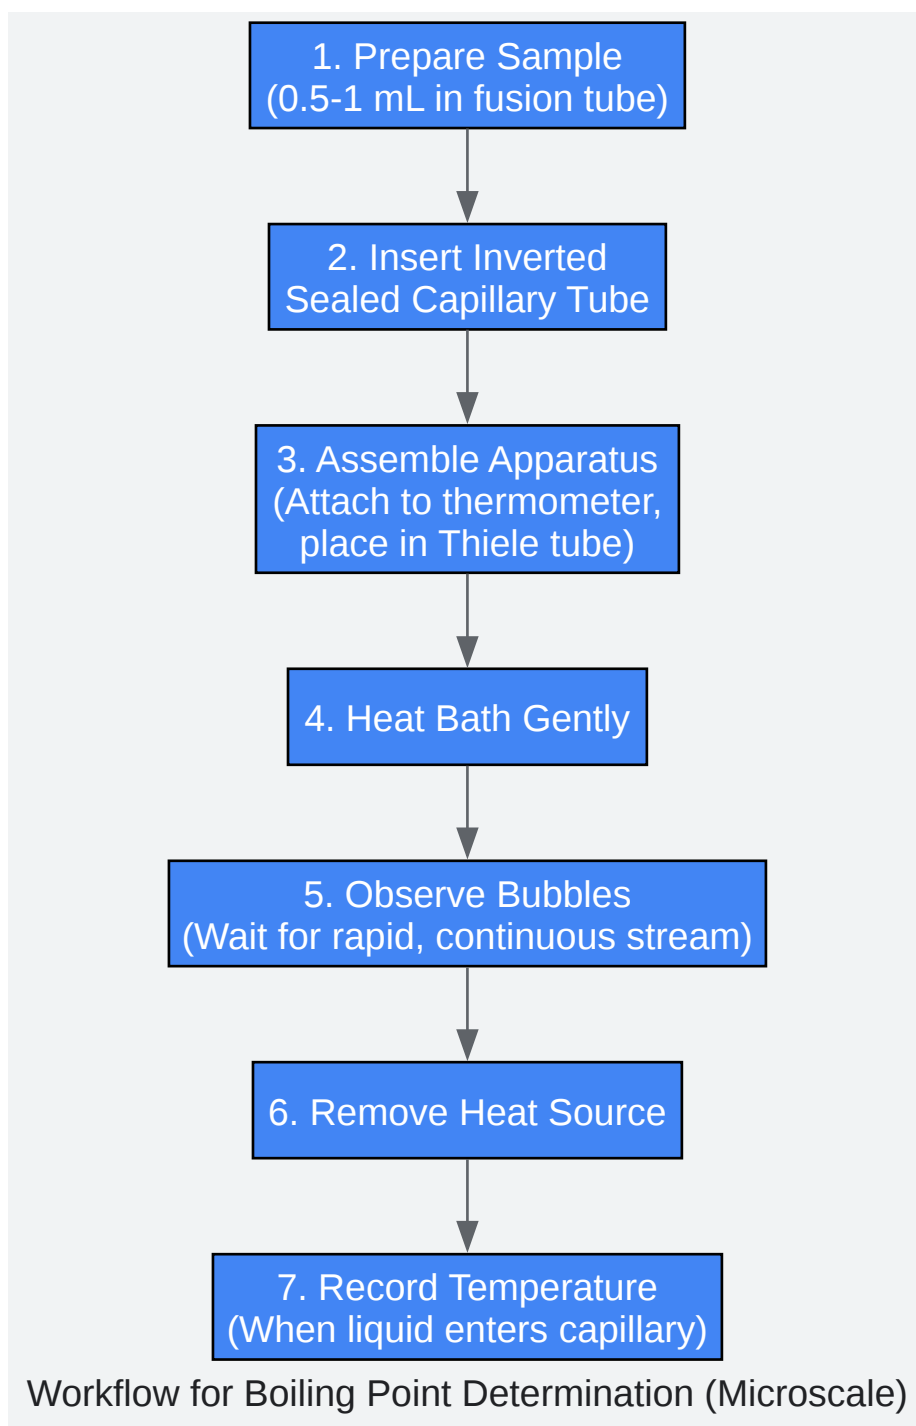 1. Prepare Sample
(0.5-1 mL in fusion tube)
2. Insert Inverted
Sealed Capillary Tube
3. Assemble Apparatus
(Attach to thermometer,
place in Thiele tube)
4. Heat Bath Gently
5. Observe Bubbles
(Wait for rapid, continuous stream)
6. Remove Heat Source
7. Record Temperature
(When liquid enters capillary)
Workflow for Boiling Point Determination (Microscale)